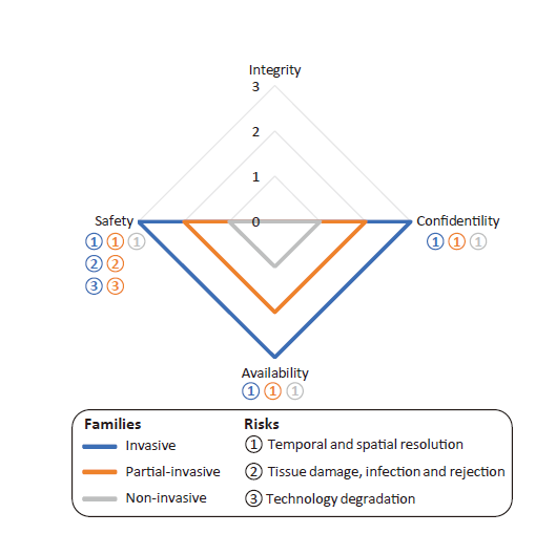 Integrity
3
2
1
0
Safety
Confidentility
① ① ①
① ① ①
② ②
③ ③
Availability
① ① ①
Families
Risks
Invasive
① Temporal and spatial resolution
Partial-invasive
② Tissue damage, infection and rejection
Non-invasive
③ Technology degradation